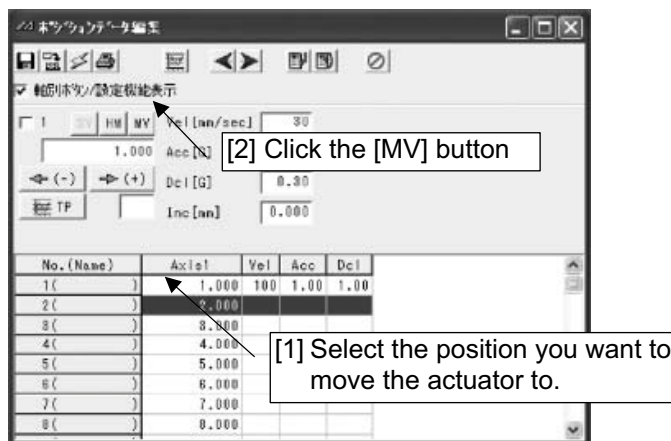 ポジションデータ編集
軸別ボタン/設定機能表示
1 SV HM MV Vel[mm/sec] 30
1.000 Acc[G]
[2] Click the [MV] button
(-) (+) Dcl[G] 0.30
TP Inc[mm] 0.000
No.(Name) Axis1 Vel Acc Dcl
1( ) 1.000 100 1.00 1.00
2( ) 2.000
3( ) 3.000
4( ) 4.000
[1] Select the position you want to
5( ) 5.000
move the actuator to.
6( ) 6.000
7( ) 7.000
8( ) 8.000